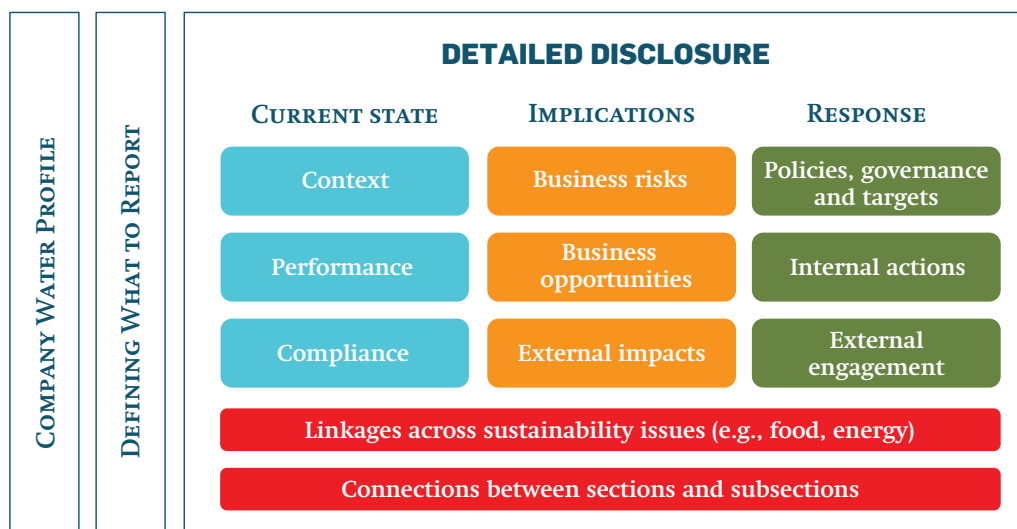 COMPANY WATER PROFILE
DEFINING WHAT TO REPORT
DETAILED DISCLOSURE
CURRENT STATE
IMPLICATIONS
RESPONSE
Context
Business risks
Policies, governance
and targets
Performance
Business
opportunities
Internal actions
Compliance
External impacts
External
engagement
Linkages across sustainability issues (e.g., food, energy)
Connections between sections and subsections